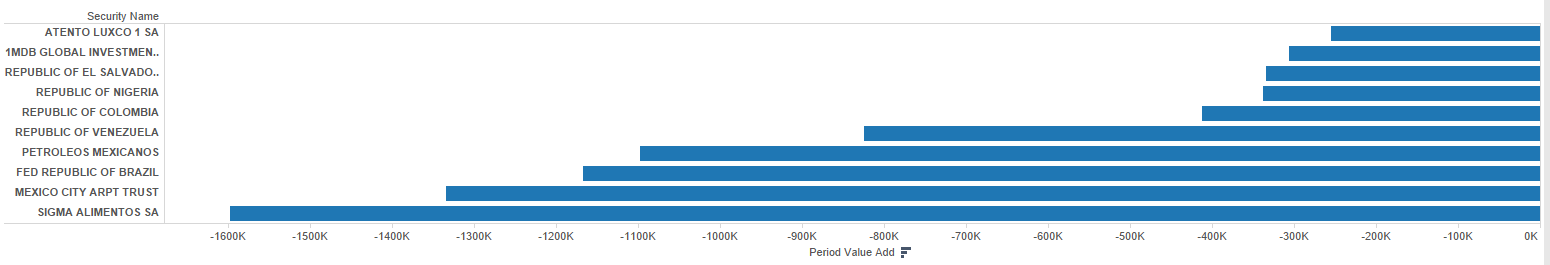 Security Name
ATENTO LUXCO 1 SA
1MDB GLOBAL INVESTMEN..
REPUBLIC OF EL SALVADO..
REPUBLIC OF NIGERIA
REPUBLIC OF COLOMBIA
REPUBLIC OF VENEZUELA
PETROLEOS MEXICANOS
FED REPUBLIC OF BRAZIL
MEXICO CITY ARPT TRUST
SIGMA ALIMENTOS SA
-1600K -1500K -1400K -1300K -1200K -1100K -1000K -900K -800K -700K -600K -500K -400K -300K -200K -100K 0K
Period Value Add